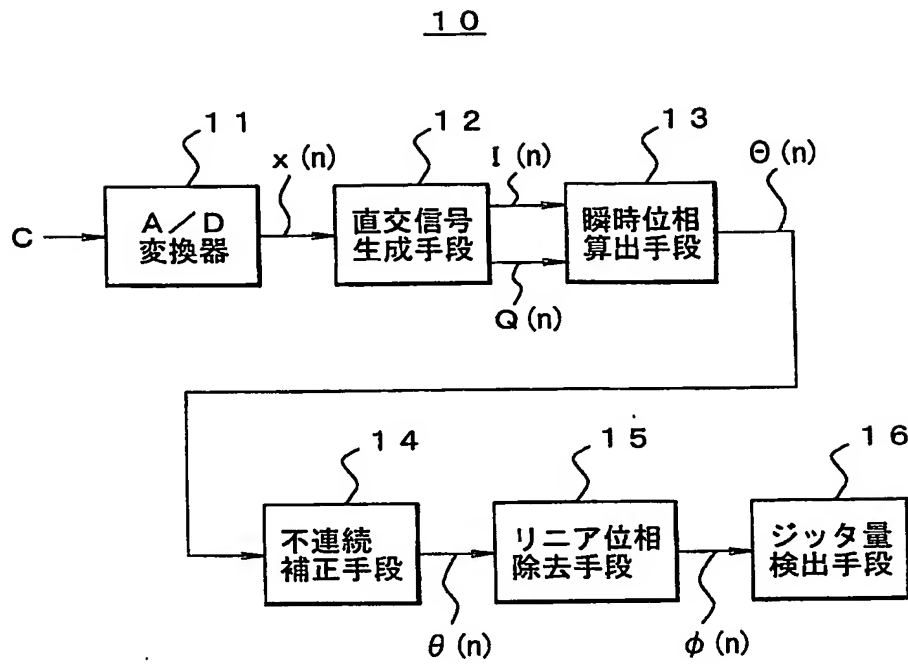 10
11
12
13
x(n)
I(n)
Θ(n)
C
A/D
変換器
直交信号
生成手段
瞬時位相
算出手段
Q(n)
14
15
16
不連続
補正手段
リニア位相
除去手段
ジッタ量
検出手段
θ(n)
φ(n)